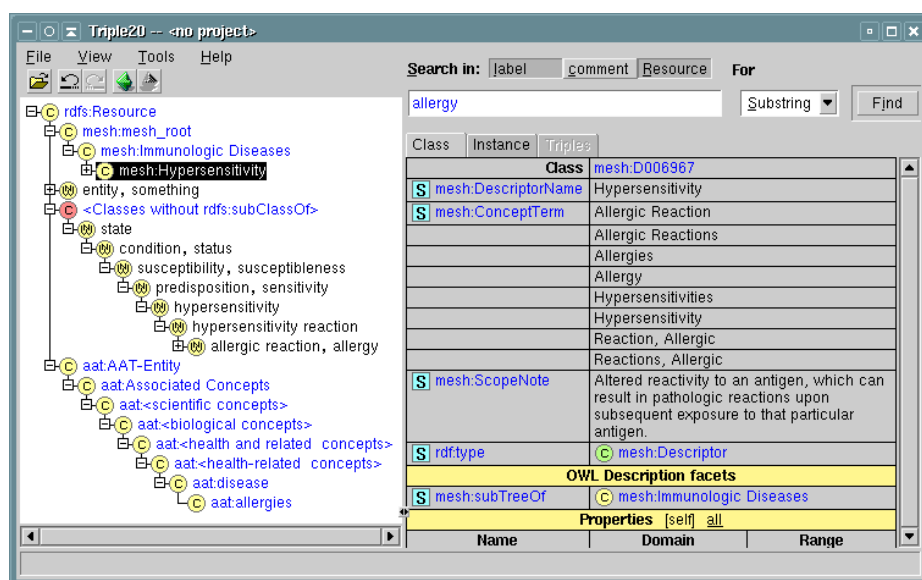 Triple20 -- <no project>
File View Tools Help
Search in: label comment Resource For
allergy Substring Find
rdfs:Resource
mesh:mesh_root
mesh:Immunologic Diseases
mesh:Hypersensitivity
entity, something
<Classes without rdfs:subClassOf>
state
condition, status
susceptibility, susceptibleness
predisposition, sensitivity
hypersensitivity
hypersensitivity reaction
allergic reaction, allergy
aat:AAT-Entity
aat:Associated Concepts
aat:<scientific concepts>
aat:<biological concepts>
aat:<health and related concepts>
aat:<health-related concepts>
aat:disease
aat:allergies
Class Instance Triples
Class mesh:D006967
S mesh:DescriptorName Hypersensitivity
S mesh:ConceptTerm Allergic Reaction
Allergic Reactions
Allergies
Allergy
Hypersensitivities
Hypersensitivity
Reaction, Allergic
Reactions, Allergic
S mesh:ScopeNote Altered reactivity to an antigen, which can
result in pathologic reactions upon
subsequent exposure to that particular
antigen.
S rdf:type C mesh:Descriptor
OWL Description facets
S mesh:subTreeOf C mesh:Immunologic Diseases
Properties [self] all
Name Domain Range